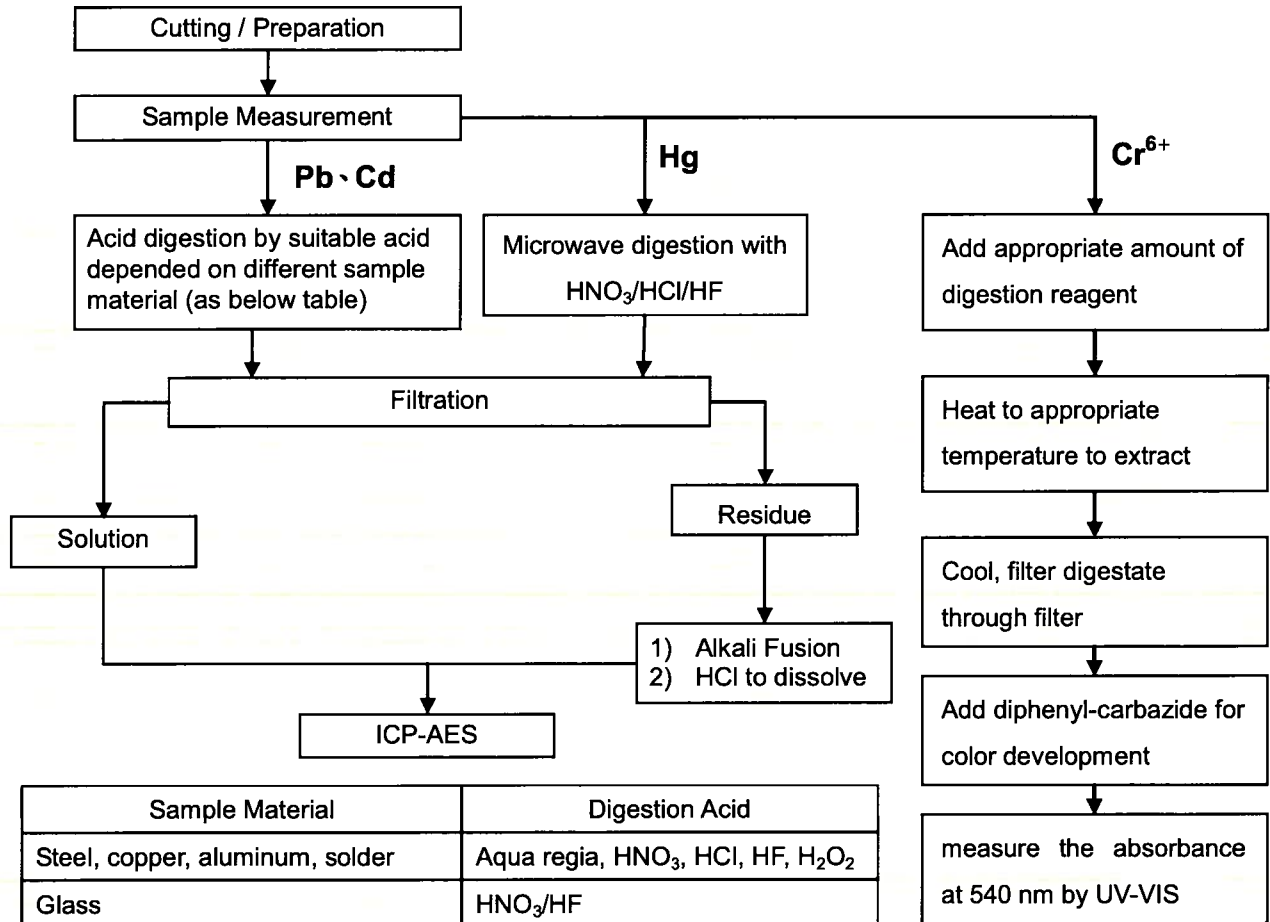 Cutting / Preparation
Sample Measurement
Pb、Cd
Hg
Cr⁶⁺
Acid digestion by suitable acid
depended on different sample
material (as below table)
Microwave digestion with
HNO₃/HCl/HF
Add appropriate amount of
digestion reagent
Filtration
Heat to appropriate
temperature to extract
Solution
Residue
Cool, filter digestate
through filter
1) Alkali Fusion
2) HCl to dissolve
ICP-AES
Add diphenyl-carbazide for
color development
measure the absorbance
at 540 nm by UV-VIS
Sample Material
Digestion Acid
Steel, copper, aluminum, solder
Aqua regia, HNO₃, HCl, HF, H₂O₂
Glass
HNO₃/HF